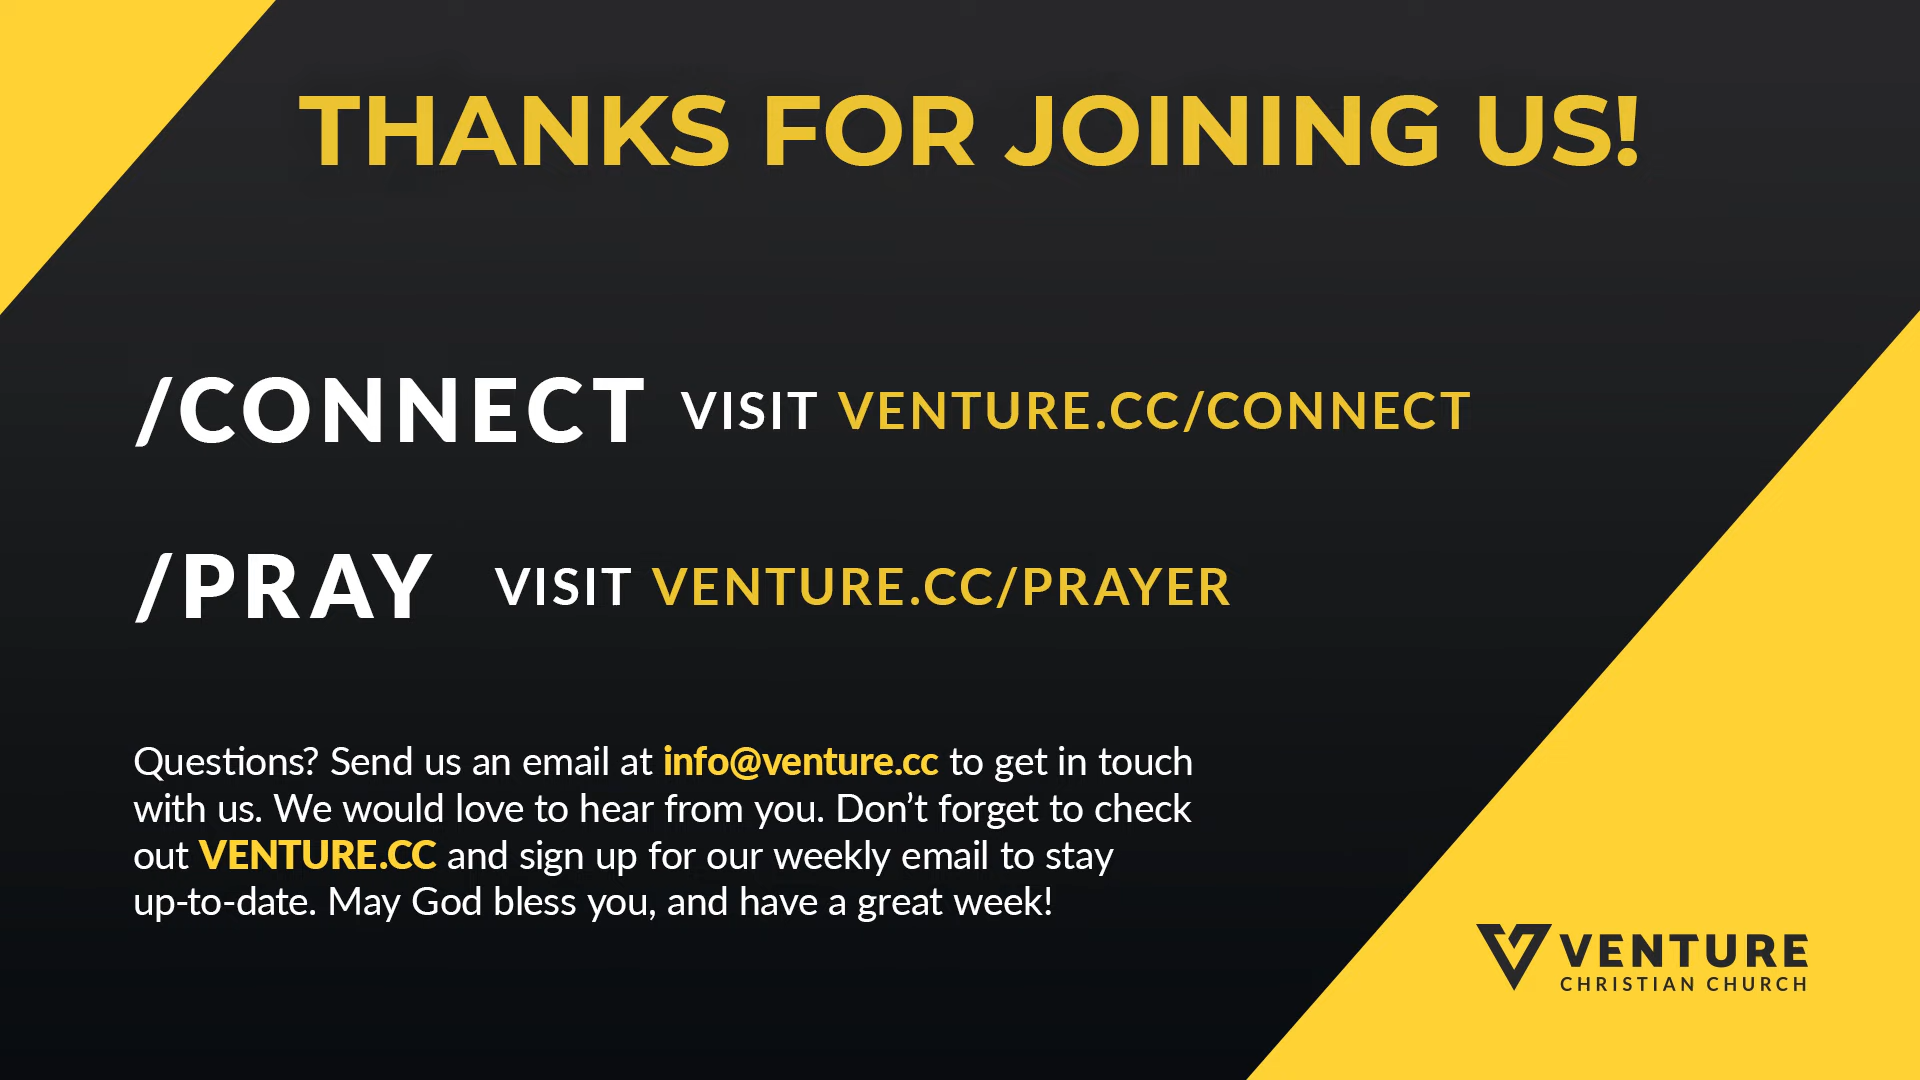 THANKS FOR JOINING US!
/CONNECT VISIT VENTURE.CC/CONNECT
/PRAY VISIT VENTURE.CC/PRAYER
Questions? Send us an email at info@venture.cc to get in touch
with us. We would love to hear from you. Don’t forget to check
out VENTURE.CC and sign up for our weekly email to stay
up-to-date. May God bless you, and have a great week!
VENTURE
CHRISTIAN CHURCH